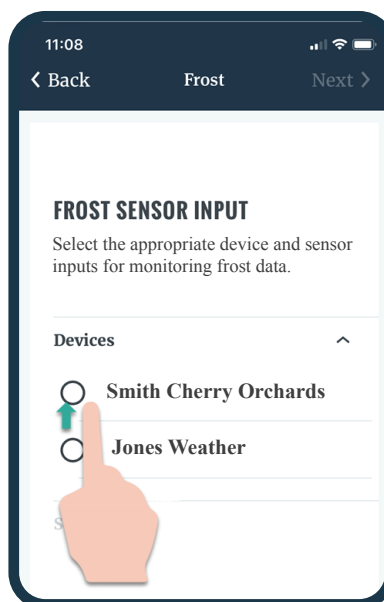 11:08
Back Frost Next
FROST SENSOR INPUT
Select the appropriate device and sensor
inputs for monitoring frost data.
Devices
Smith Cherry Orchards
Jones Weather